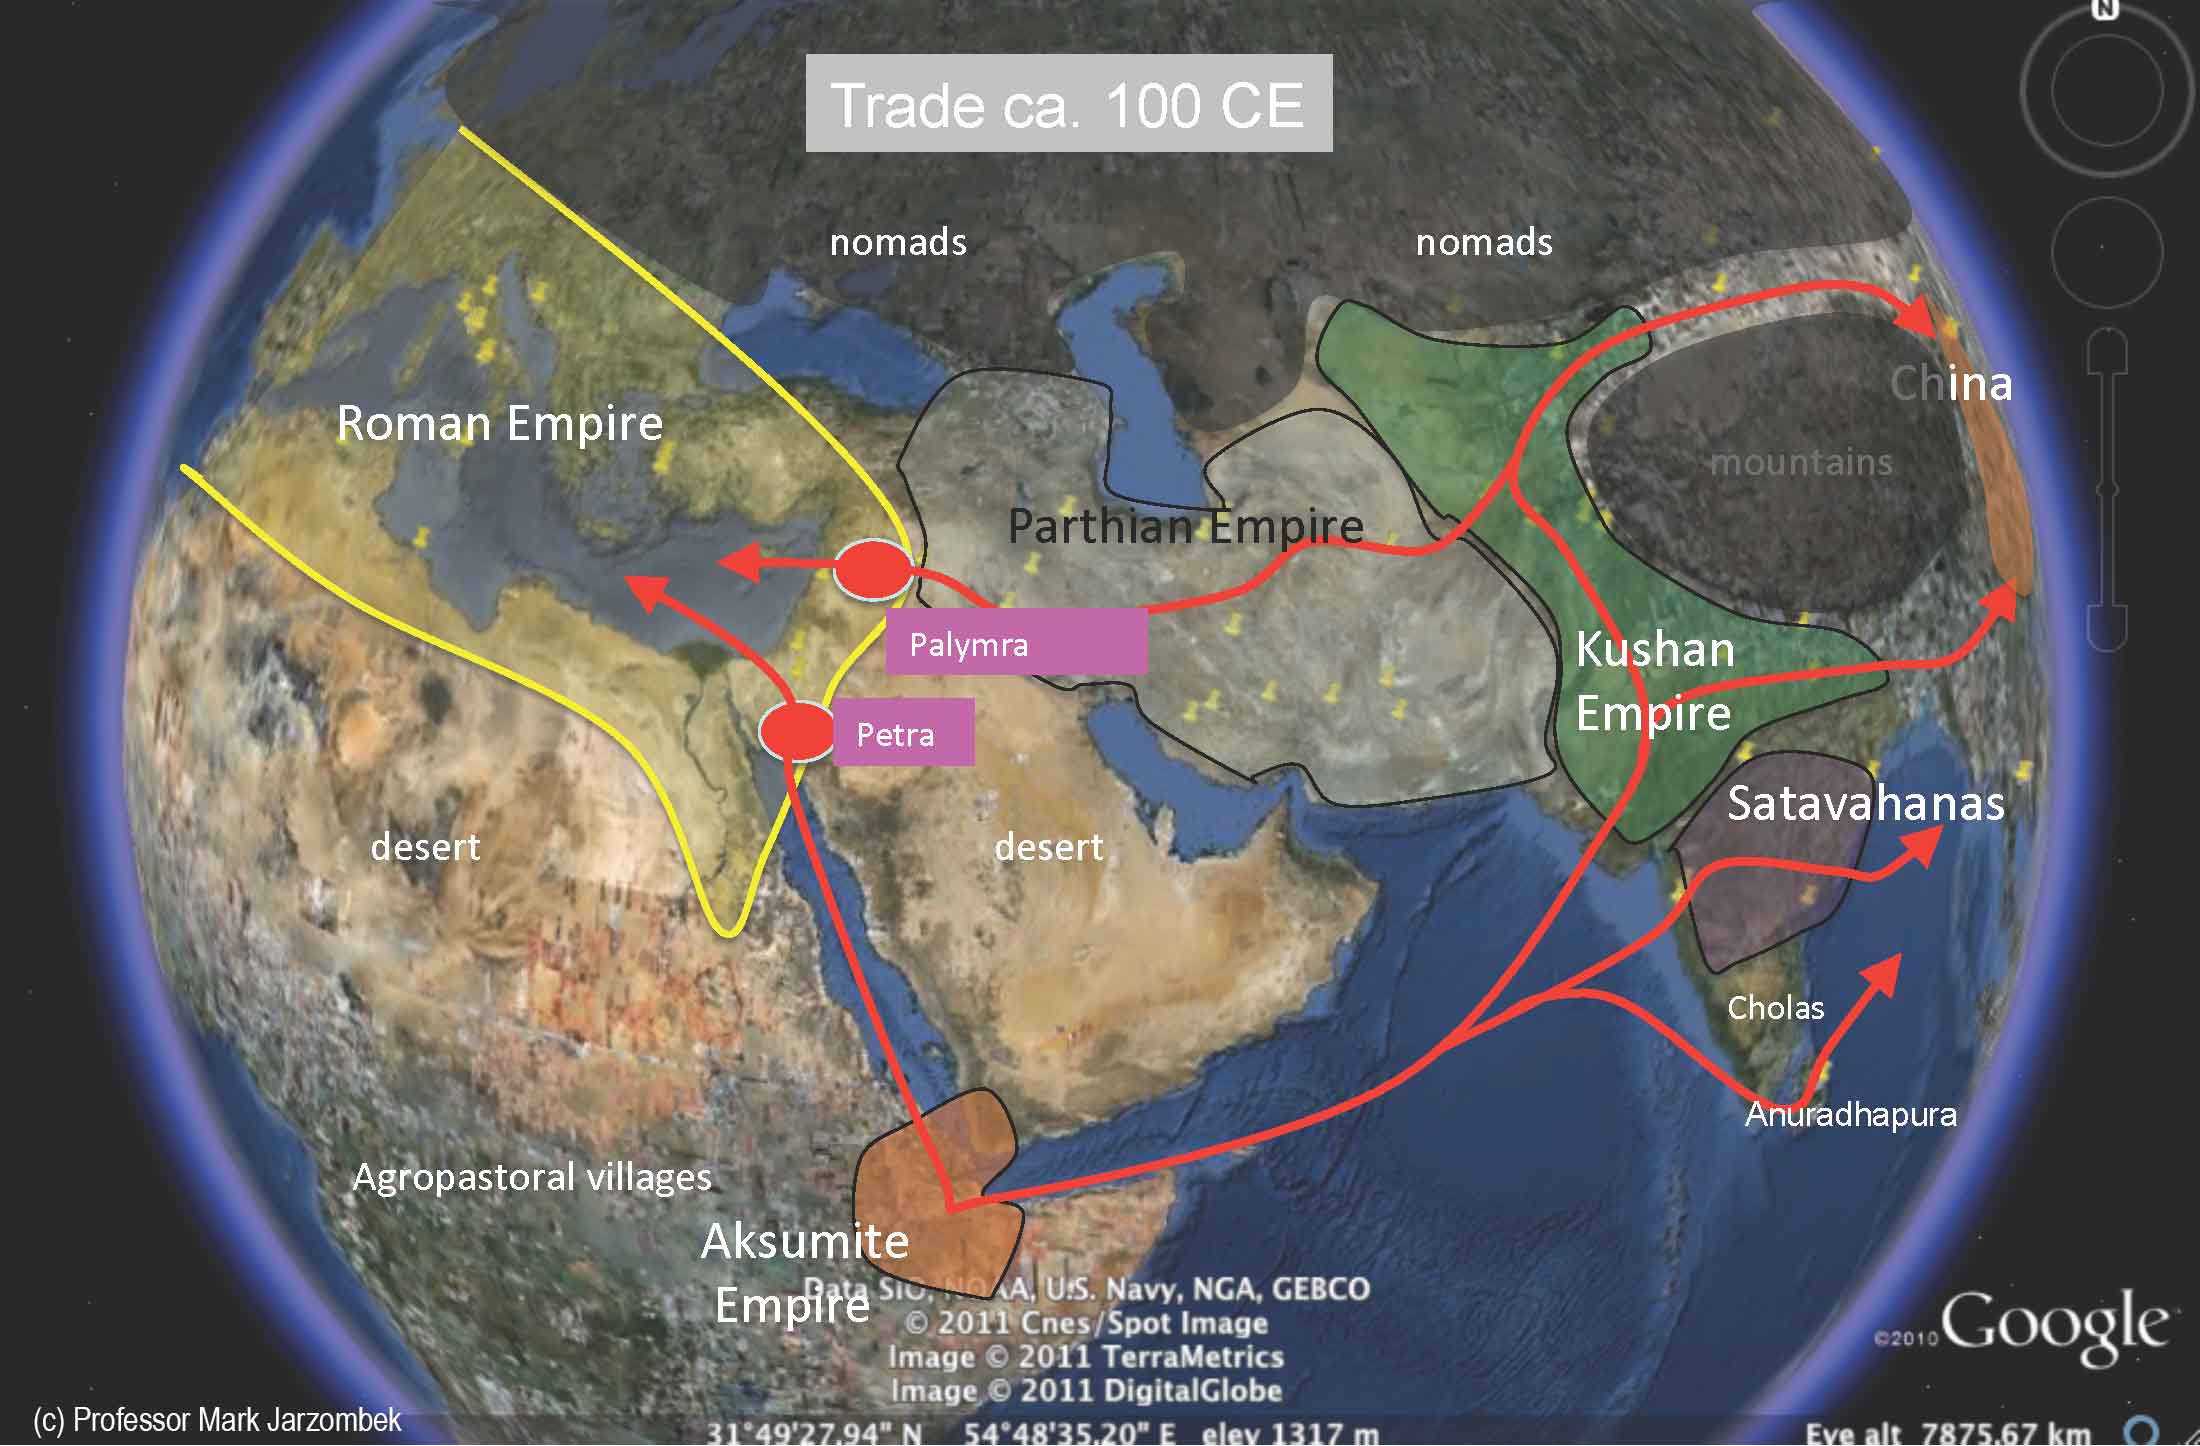 N
Trade ca. 100 CE
nomads
nomads
China
Roman Empire
mountains
Parthian Empire
Palymra
Kushan
Empire
Petra
Satavahanas
desert
desert
Cholas
Anuradhapura
Agropastoral villages
Aksumite
Empire
Data SIO, NOAA, U.S. Navy, NGA, GEBCO
© 2011 Cnes/Spot Image
Image © 2011 TerraMetrics
Image © 2011 DigitalGlobe
©2010 Google
(c) Professor Mark Jarzombek
31°49'27.94" N 54°48'35.20" E elev 1317 m
Eye alt 7875.67 km